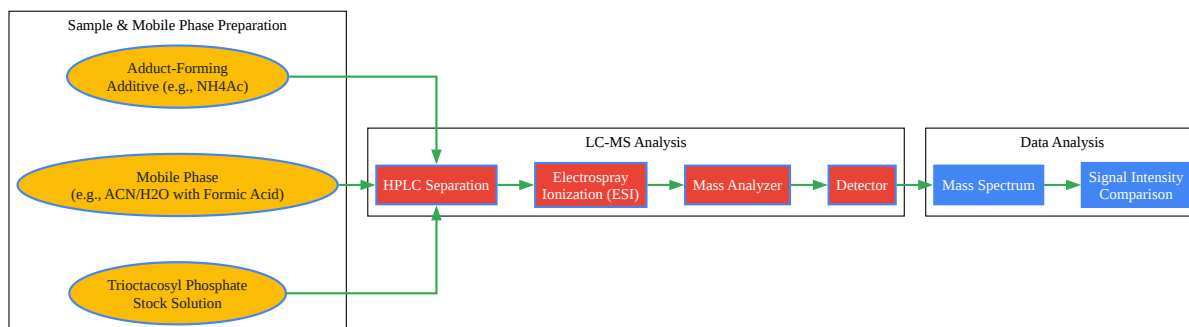 Sample & Mobile Phase Preparation
Adduct-Forming
Additive (e.g., NH4Ac)
Mobile Phase
(e.g., ACN/H2O with Formic Acid)
Trioctacosyl Phosphate
Stock Solution
LC-MS Analysis
HPLC Separation
Electrospray
Ionization (ESI)
Mass Analyzer
Detector
Data Analysis
Mass Spectrum
Signal Intensity
Comparison